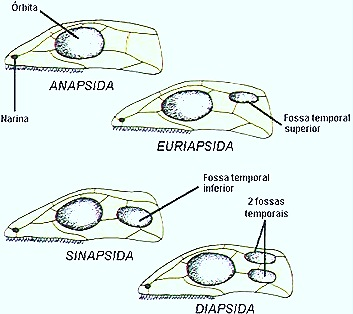 Órbita
ANAPSIDA
Narina
Fossa temporal
superior
EURIAPSIDA
Fossa temporal
inferior
2 fossas
temporais
SINAPSIDA
DIAPSIDA